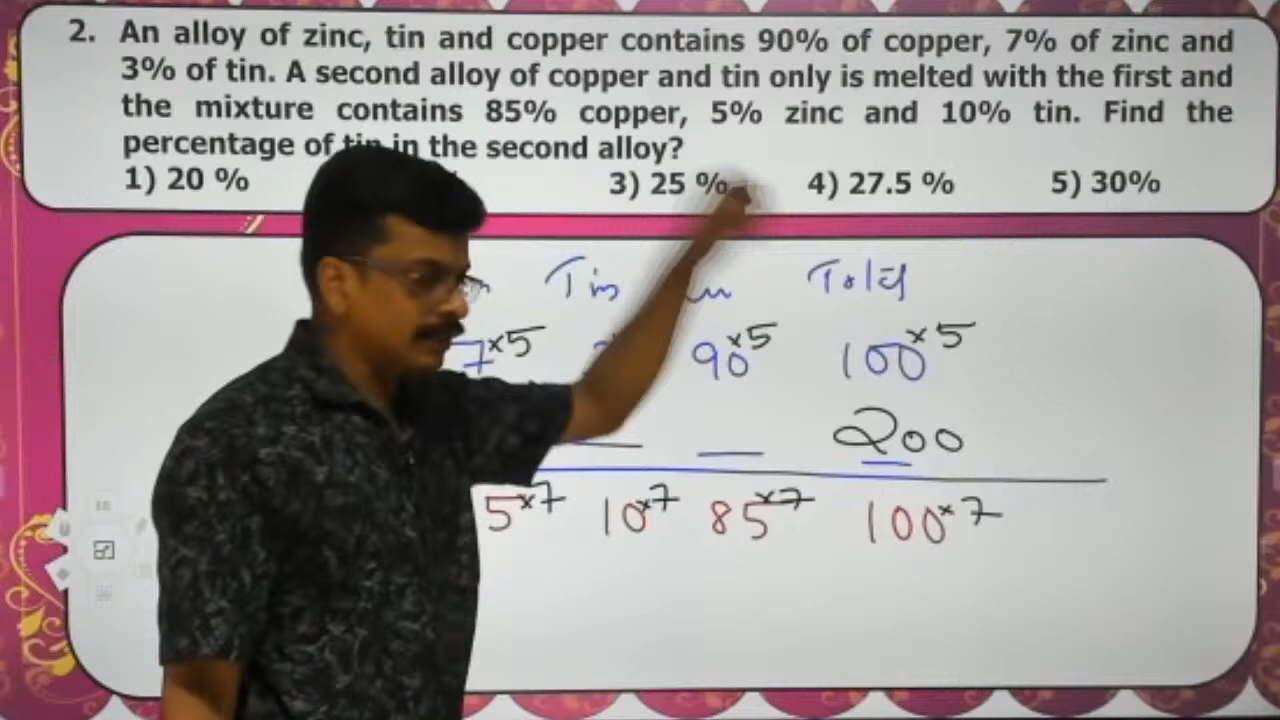 2. An alloy of zinc, tin and copper contains 90% of copper, 7% of zinc and
3% of tin. A second alloy of copper and tin only is melted with the first and
the mixture contains 85% copper, 5% zinc and 10% tin. Find the
percentage of tin in the second alloy?
1) 20 % 3) 25 % 4) 27.5 % 5) 30%
Tin Total
7×5 90×5 100×5
200
5×7 10×7 85×7 100×7